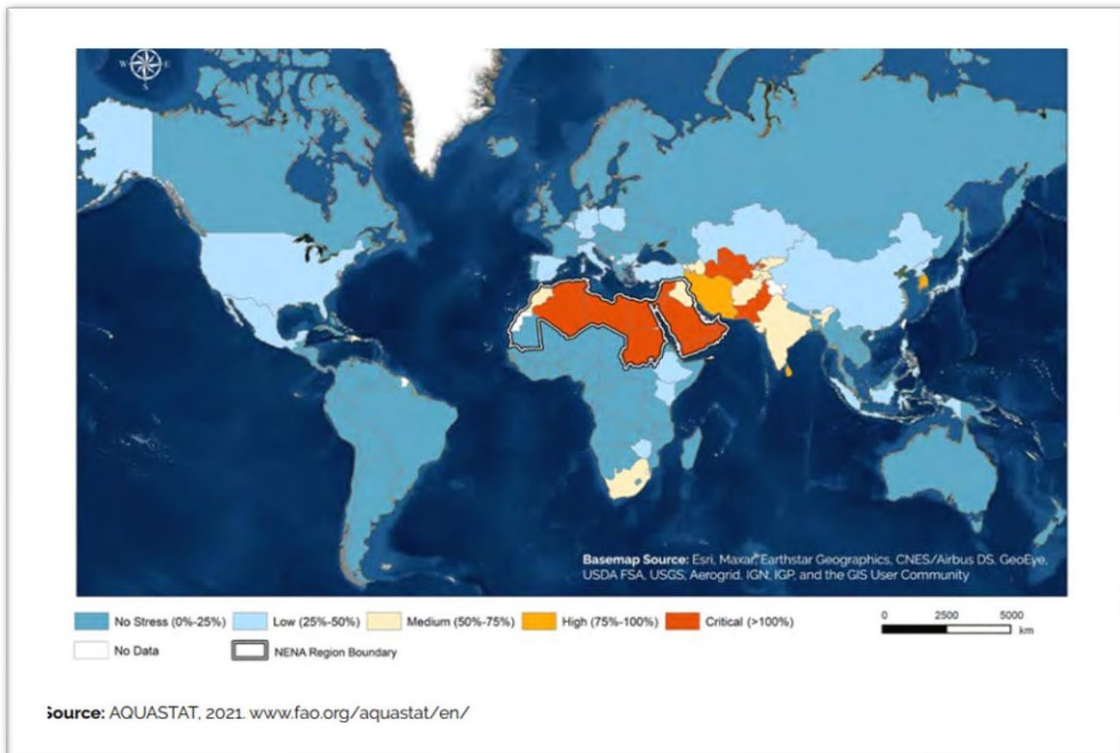 W E
S
Basemap Source: Esri, Maxar, Earthstar Geographics, CNES/Airbus DS, GeoEye,
USDA FSA, USGS, Aerogrid, IGN, IGP, and the GIS User Community
No Stress (0%-25%) Low (25%-50%) Medium (50%-75%) High (75%-100%) Critical (>100%)
0 2500 5000
km
No Data NENA Region Boundary
Source: AQUASTAT, 2021. www.fao.org/aquastat/en/